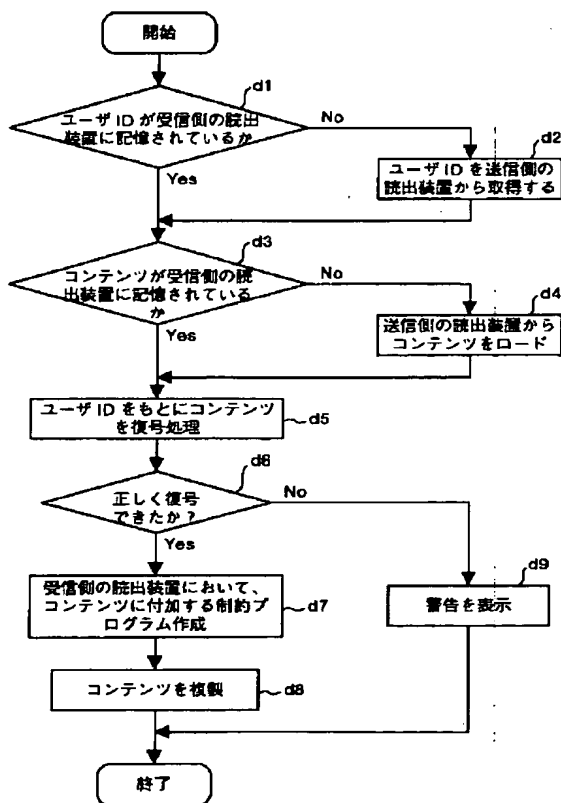 開始
d1
ユーザ ID が受信側の読出
装置に記憶されているか
No
d2
ユーザ ID を送信側の
読出装置から取得する
Yes
d3
コンテンツが受信側の読
出装置に記憶されている
か
No
d4
送信側の読出装置から
コンテンツをロード
Yes
ユーザ ID をもとにコンテンツ
を復号処理
d5
d6
正しく復号
できたか?
No
Yes
d9
警告を表示
受信側の読出装置において、
コンテンツに付加する制約プ
ログラム作成
d7
コンテンツを複製
d8
終了